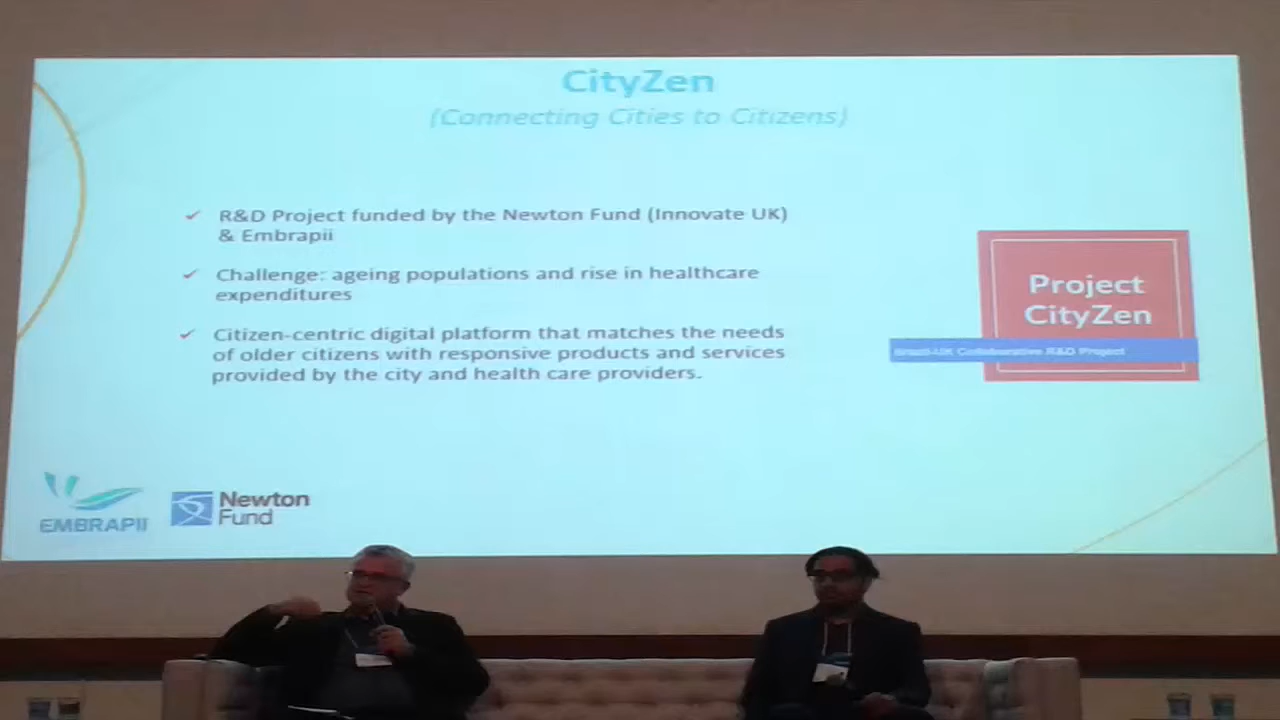 CityZen
(Connecting Cities to Citizens)
✓ R&D Project funded by the Newton Fund (Innovate UK)
& Embrapii
✓ Challenge: ageing populations and rise in healthcare
expenditures
✓ Citizen-centric digital platform that matches the needs
of older citizens with responsive products and services
provided by the city and health care providers.
Project
CityZen
Brazil-UK Collaborative R&D Project
EMBRAPII
Newton
Fund